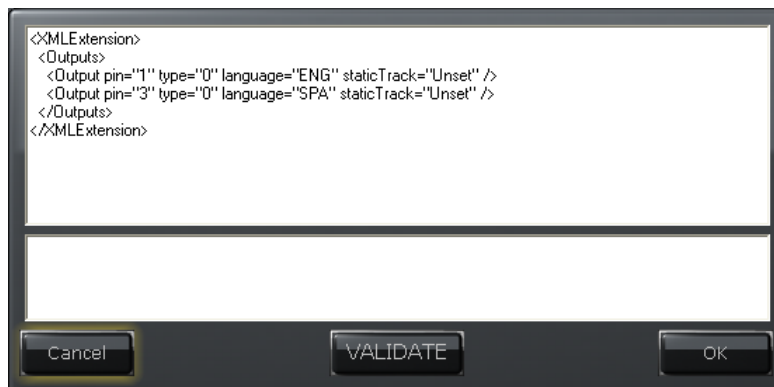 <XMLExtension>
<Outputs>
<Output pin="1" type="0" language="ENG" staticTrack="Unset" />
<Output pin="3" type="0" language="SPA" staticTrack="Unset" />
</Outputs>
</XMLExtension>
Cancel
VALIDATE
OK